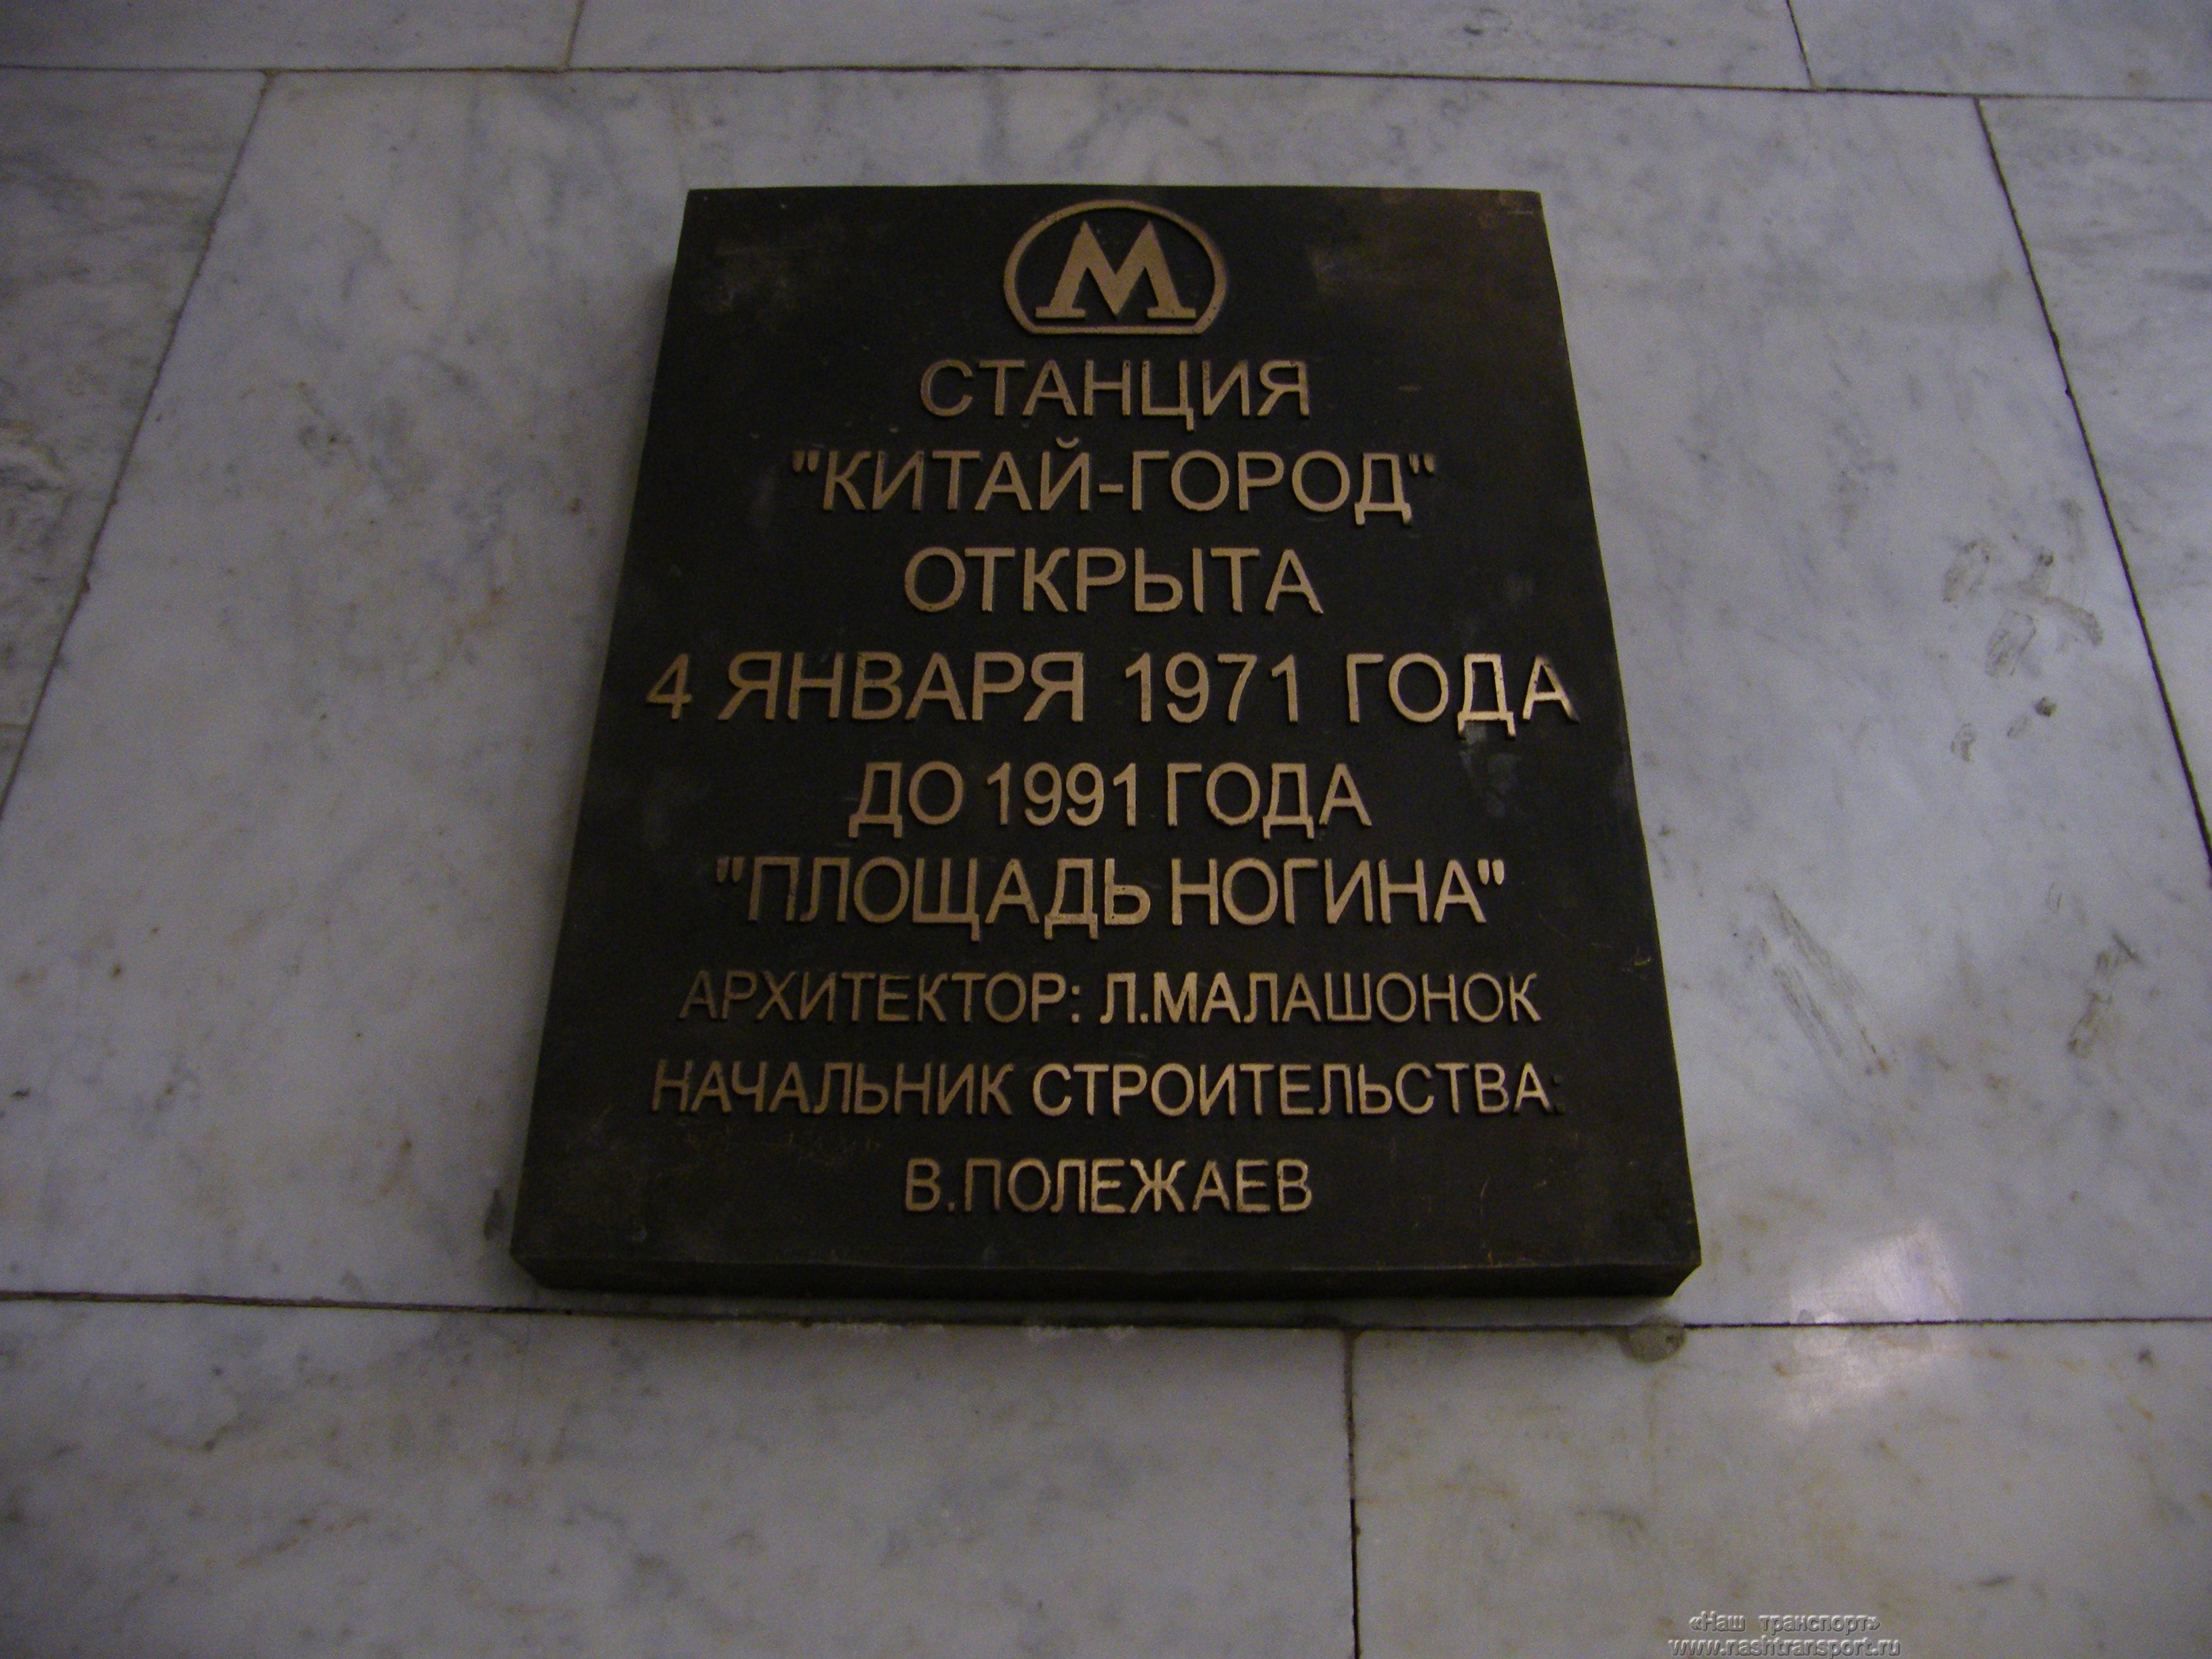 М
СТАНЦИЯ
"КИТАЙ-ГОРОД"
ОТКРЫТА
4 ЯНВАРЯ 1971 ГОДА
ДО 1991 ГОДА
"ПЛОЩАДЬ НОГИНА"
АРХИТЕКТОР: Л.МАЛАШОНОК
НАЧАЛЬНИК СТРОИТЕЛЬСТВА:
В.ПОЛЕЖАЕВ
«Наш транспорт»
www.nashtransport.ru